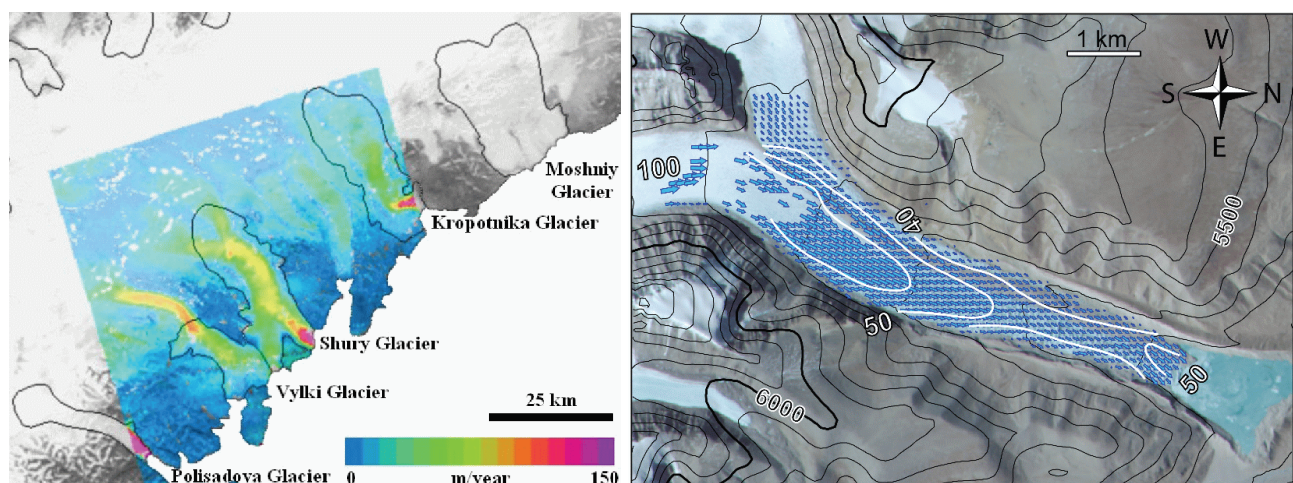 Moshniy
Glacier
Kropotnika Glacier
Shury Glacier
Vylki Glacier
25 km
Polisadova Glacier
0 m/year 150
1 km
W
S N
E
100
40
5500
50
50
6000